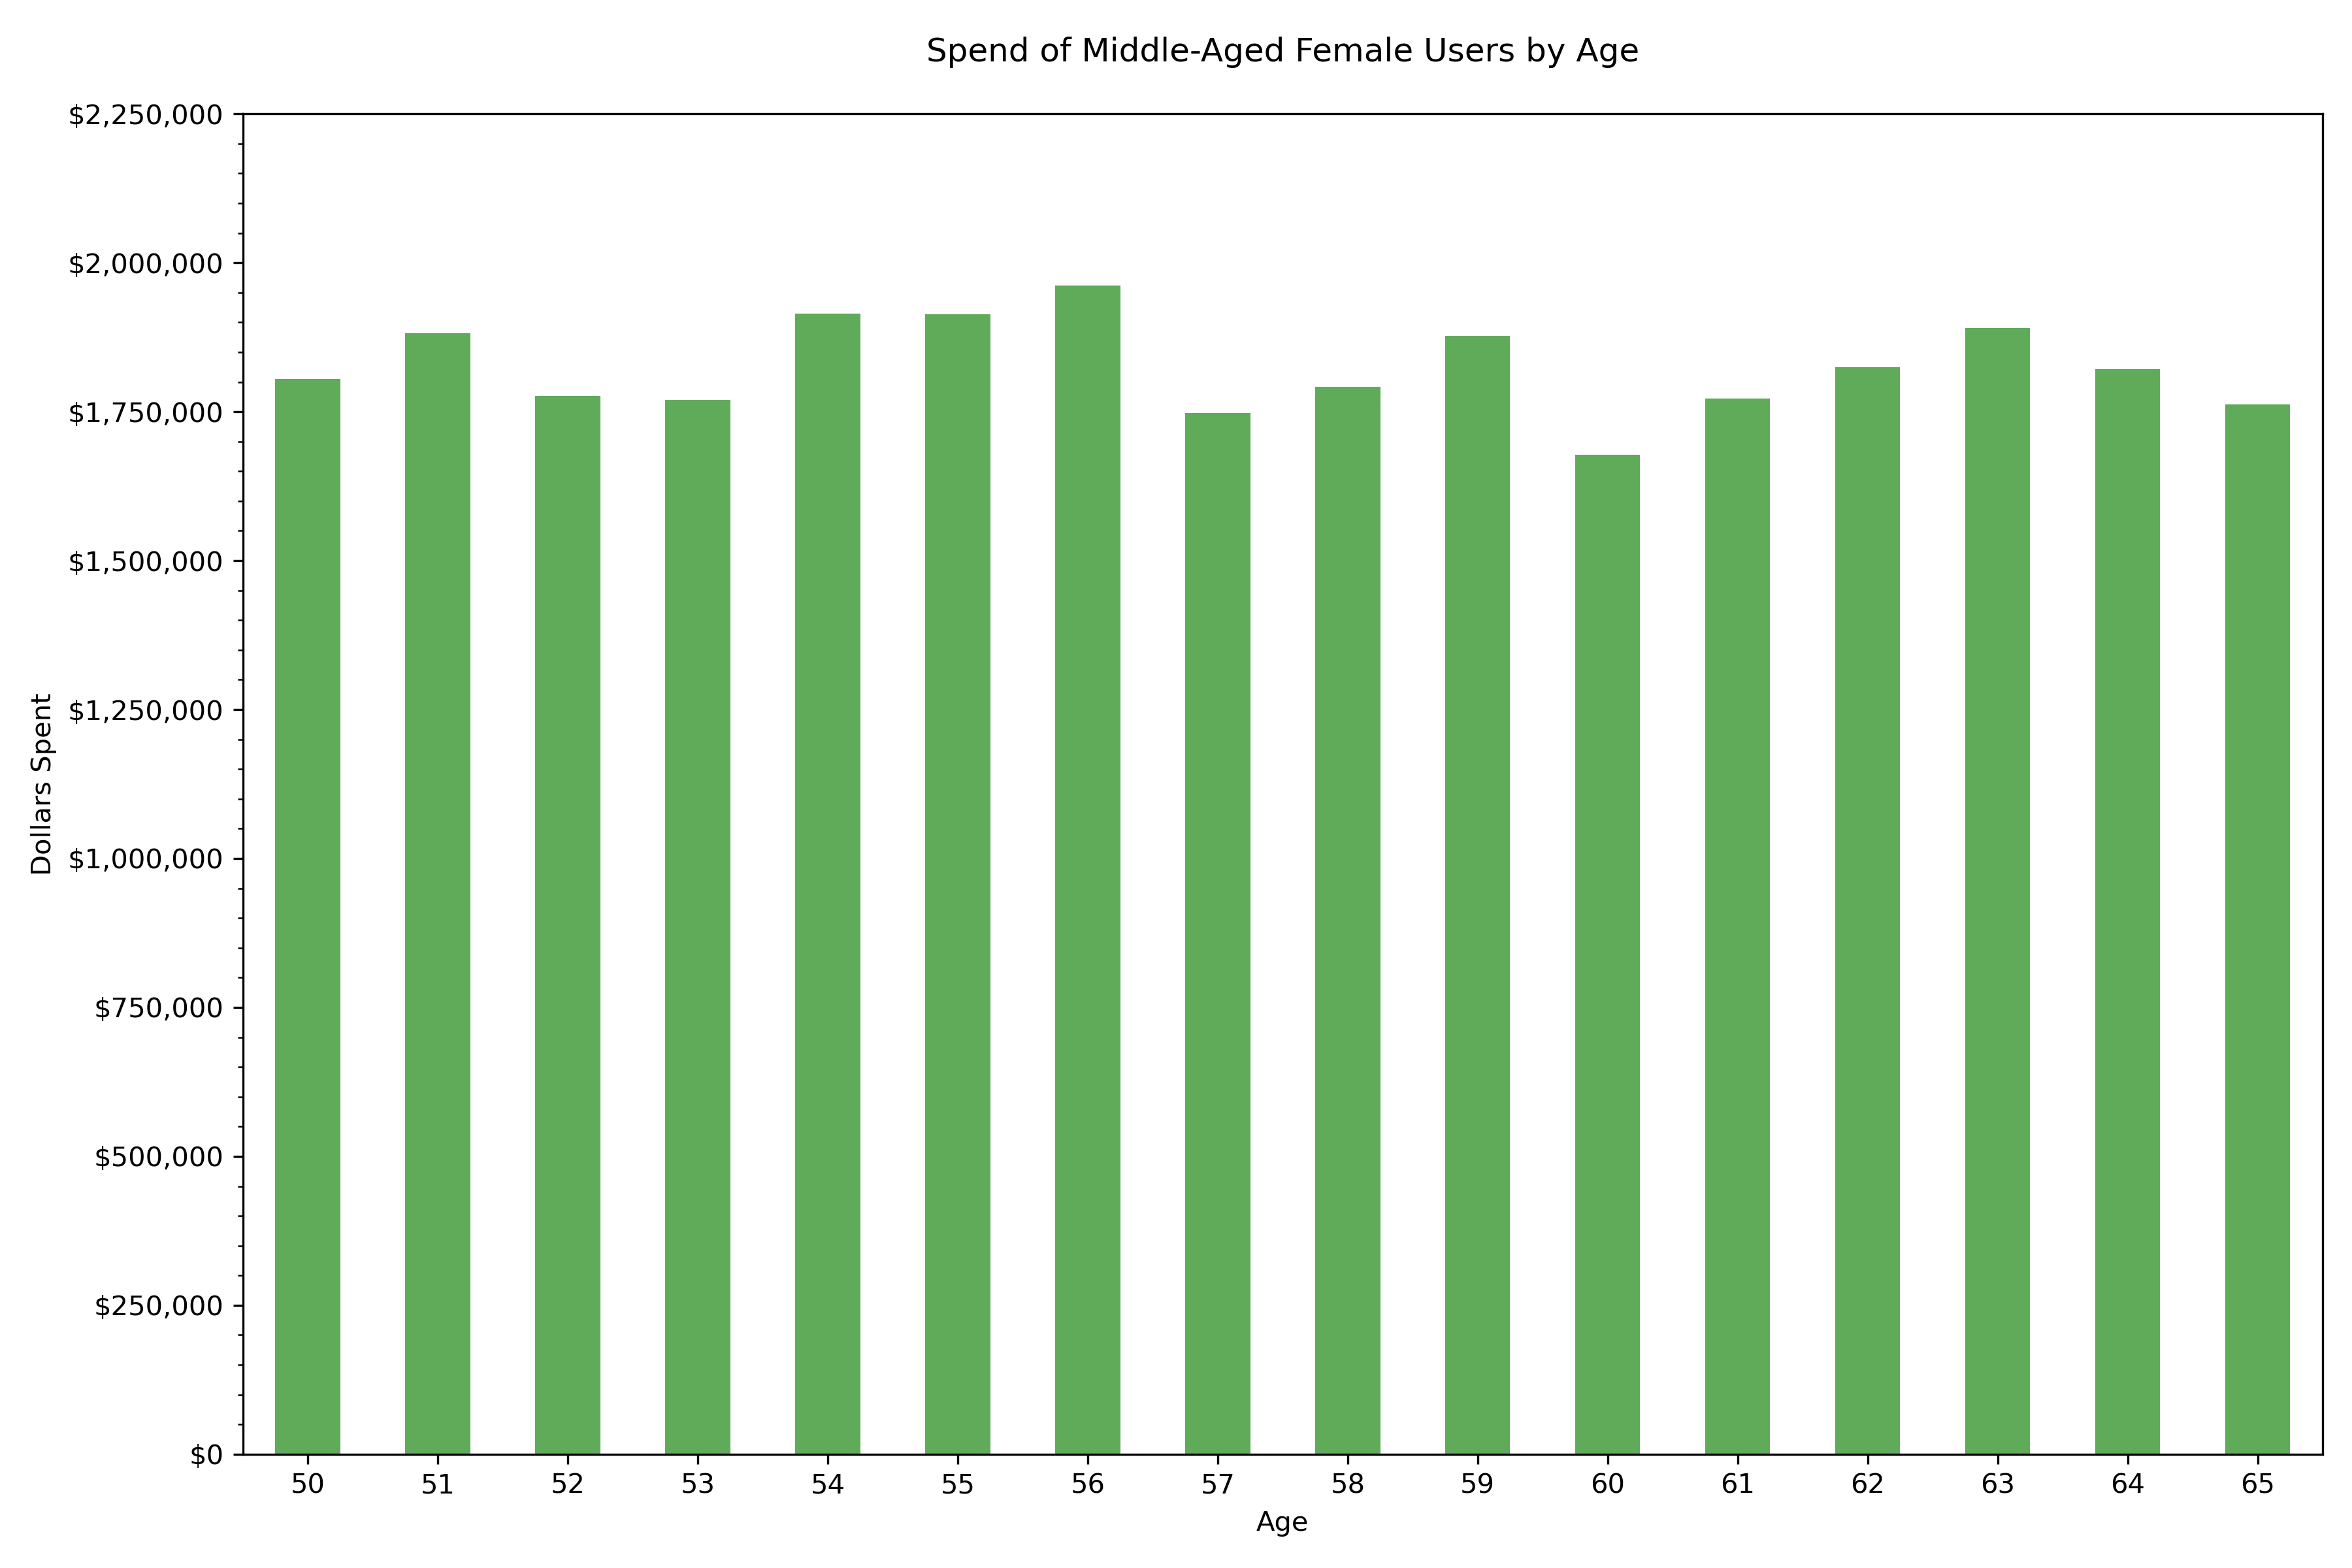 Spend of Middle-Aged Female Users by Age
$2,250,000
$2,000,000
$1,750,000
$1,500,000
$1,250,000
$1,000,000
$750,000
$500,000
$250,000
$0
Dollars Spent
50 51 52 53 54 55 56 57 58 59 60 61 62 63 64 65
Age